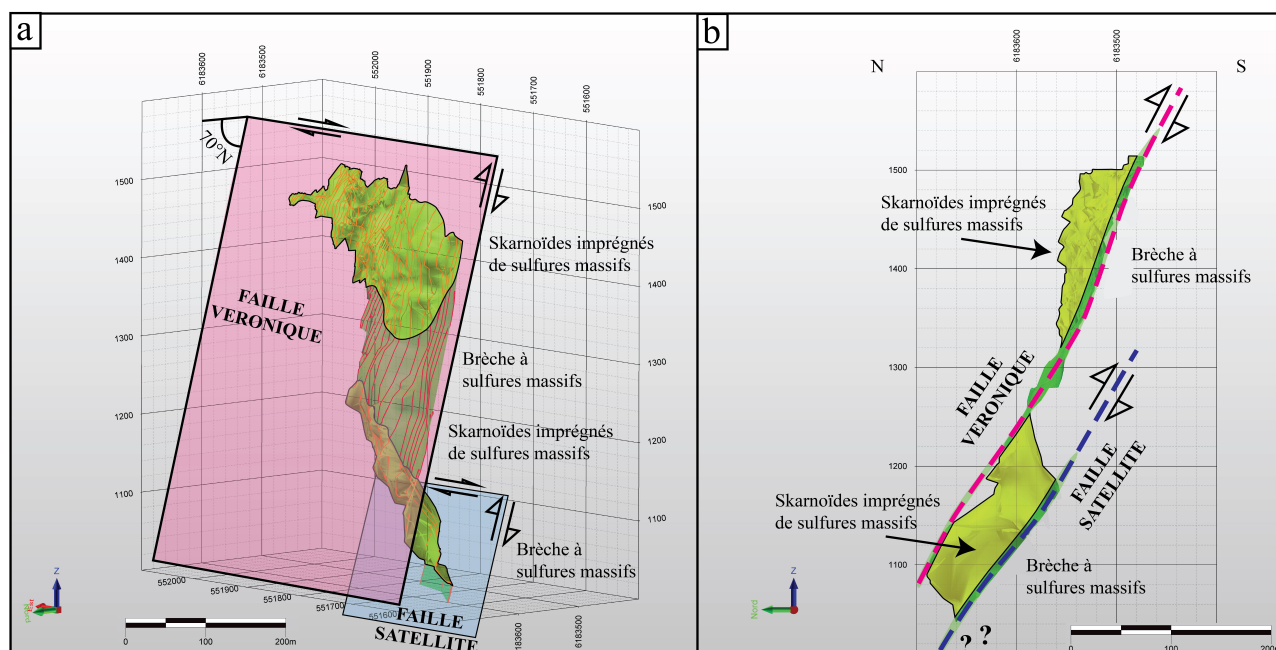 a
6183600
6183500
552000
551900
551800
551700
551600
70°N
1500
1400
1300
1200
1100
1500
1400
1300
1200
1100
Skarnoïdes imprégnés
de sulfures massifs
FAILLE
VERONIQUE
Brèche à
sulfures massifs
Skarnoïdes imprégnés
de sulfures massifs
Brèche à
sulfures massifs
552000
551900
551800
551700
551600
6183600
6183500
FAILLE
SATELLITE
Z
Est
Nord
0
100
200m
b
N
6183600
6183500
S
1500
1400
1300
1200
1100
Skarnoïdes imprégnés
de sulfures massifs
Brèche à
sulfures massifs
FAILLE
VERONIQUE
FAILLE
SATELLITE
Skarnoïdes imprégnés
de sulfures massifs
Brèche à
sulfures massifs
? ?
Z
Nord
0
100